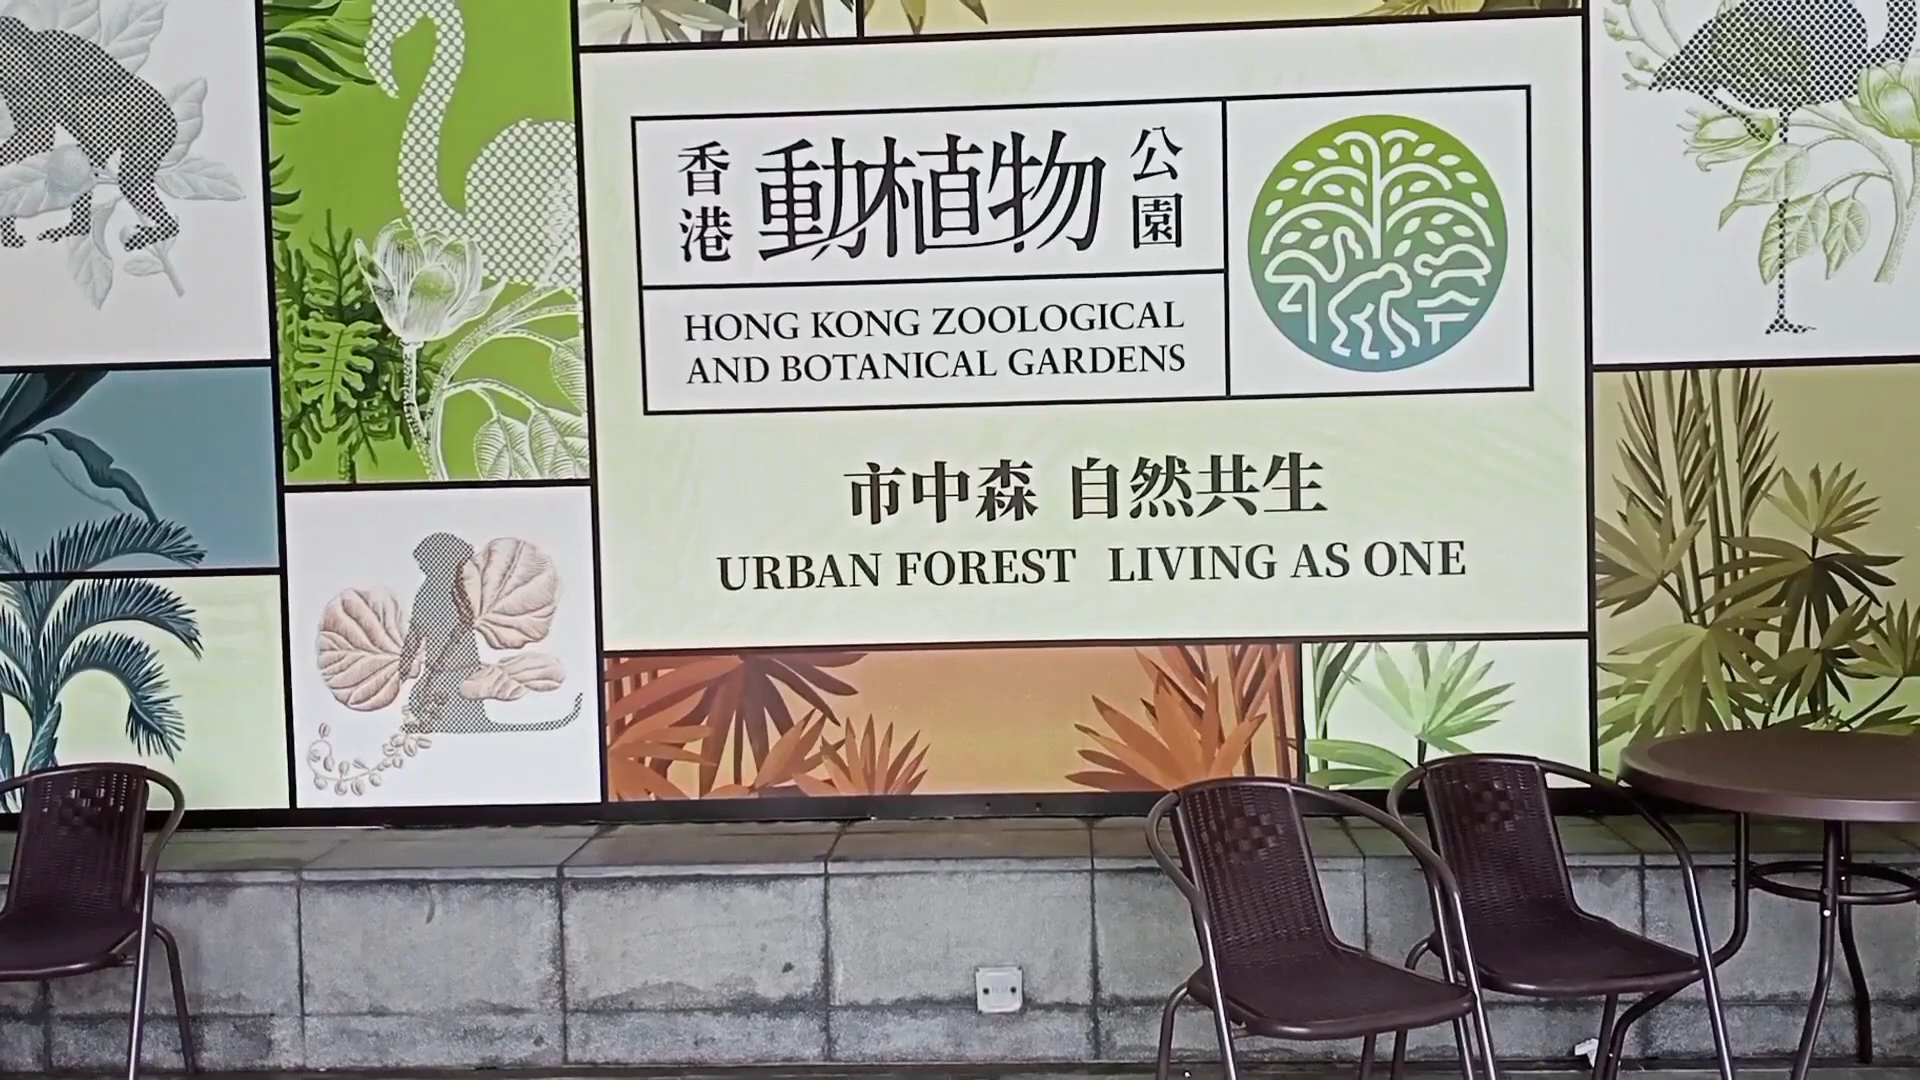 香港動植物公園
HONG KONG ZOOLOGICAL
AND BOTANICAL GARDENS
市中森 自然共生
URBAN FOREST LIVING AS ONE